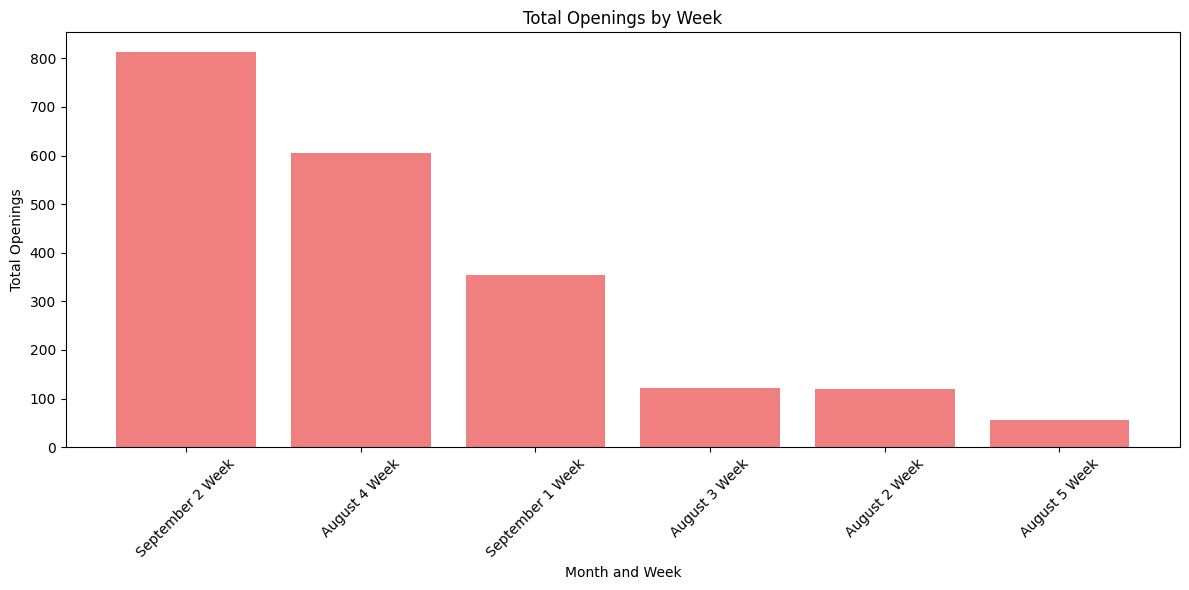 Total Openings by Week
Total Openings
800
700
600
500
400
300
200
100
0
September 2 Week
August 4 Week
September 1 Week
August 3 Week
August 2 Week
August 5 Week
Month and Week